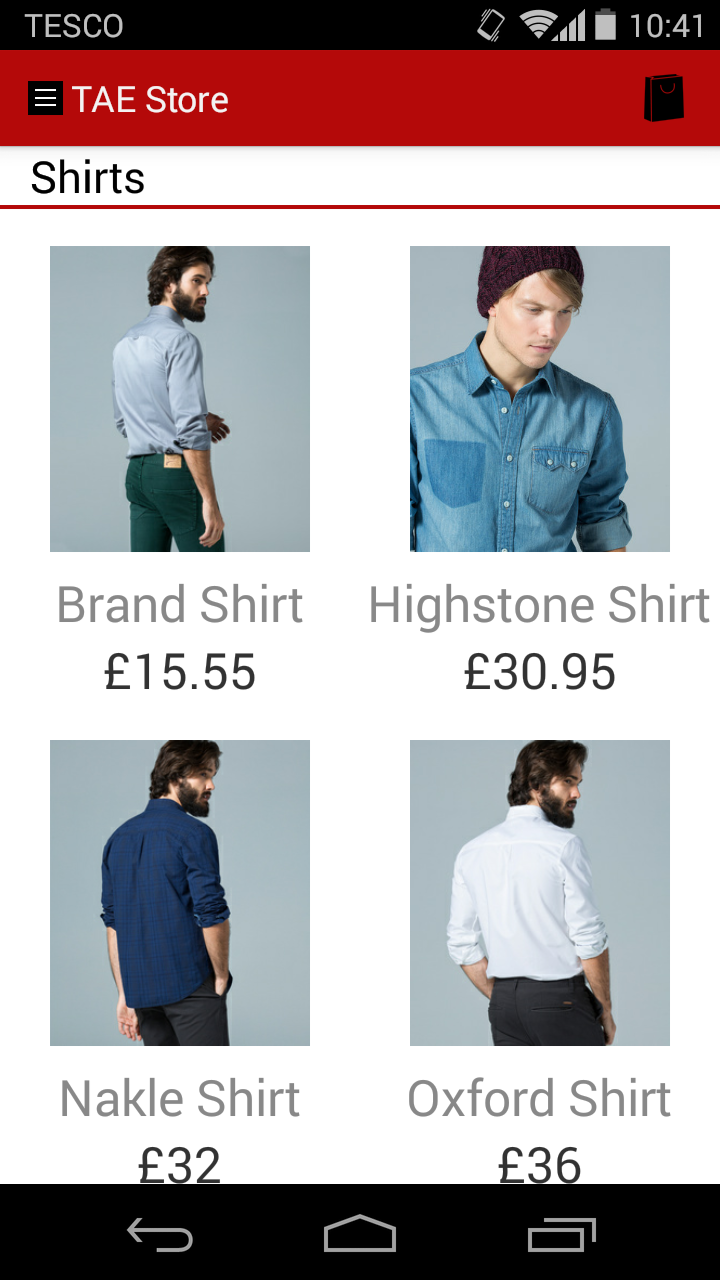 TESCO 10:41
TAE Store
Shirts
Brand Shirt Highstone Shirt
£15.55 £30.95
Nakle Shirt Oxford Shirt
£32 £36